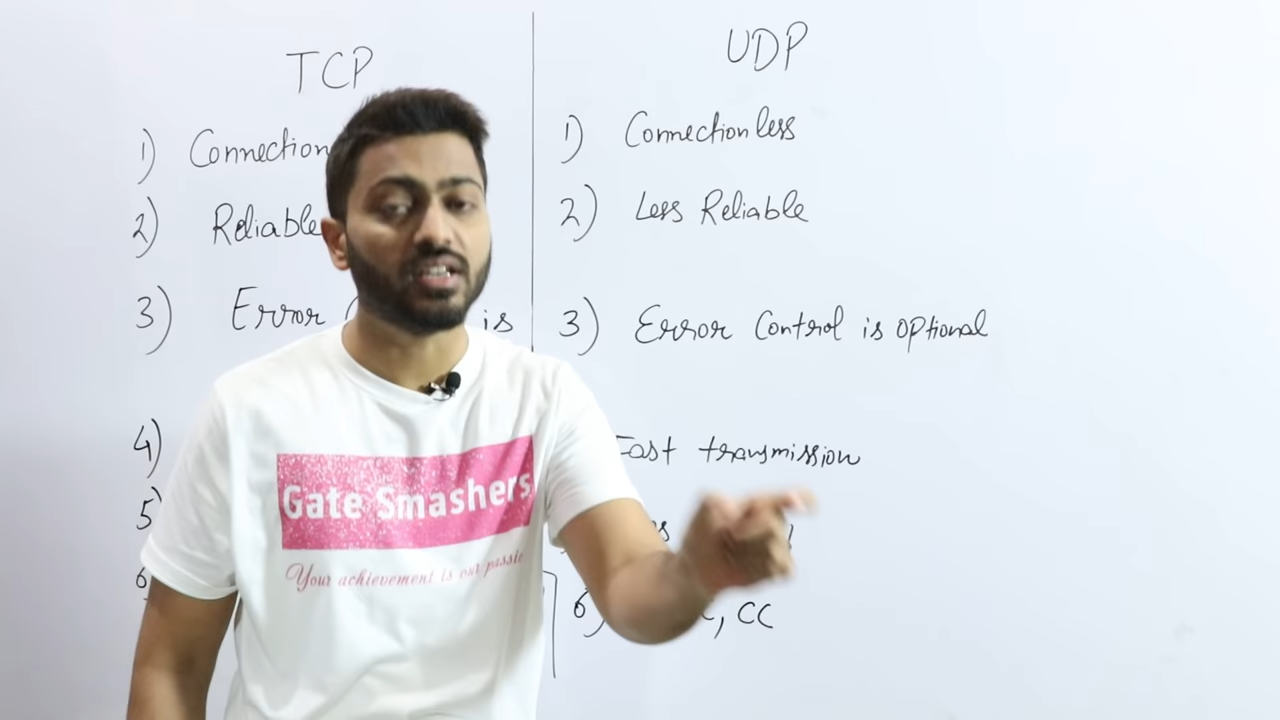 TCP
1) Connection
2) Reliable
3) Error is
4)
5)
6
UDP
1) Connectionless
2) Less Reliable
3) Error Control is optional
Fast transmission
6) , CC
Gate Smashers
Your achievement is our passio